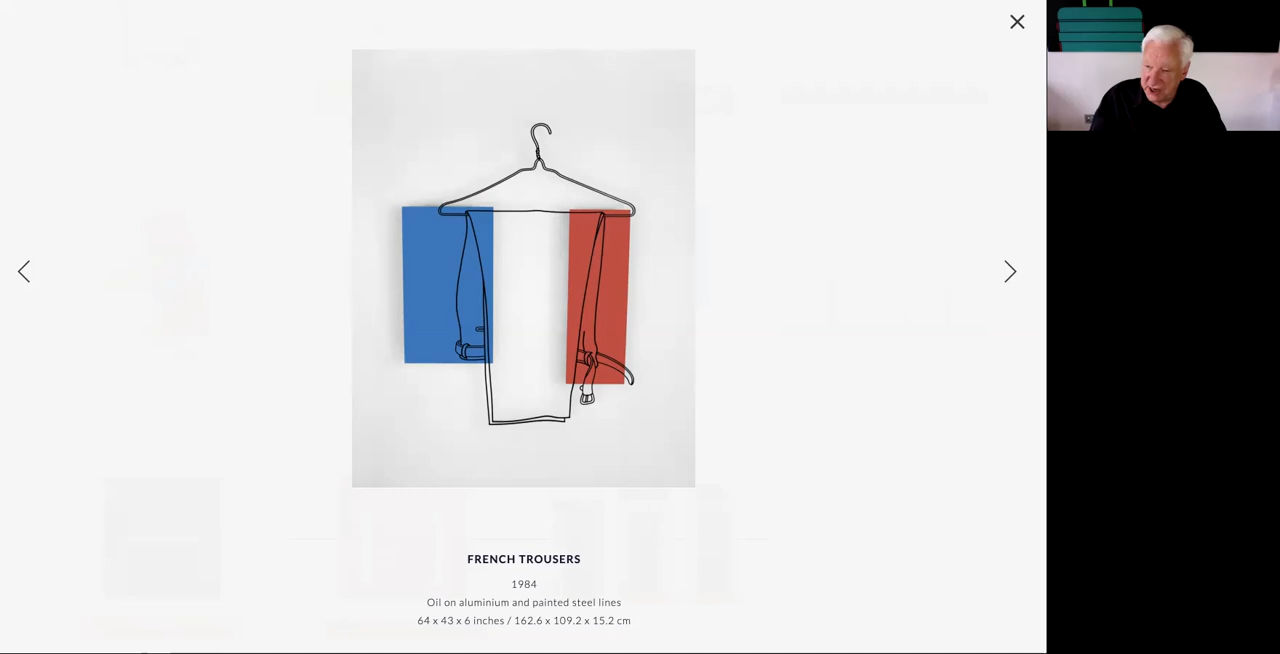 FRENCH TROUSERS
1984
Oil on aluminium and painted steel lines
64 x 43 x 6 inches / 162.6 x 109.2 x 15.2 cm